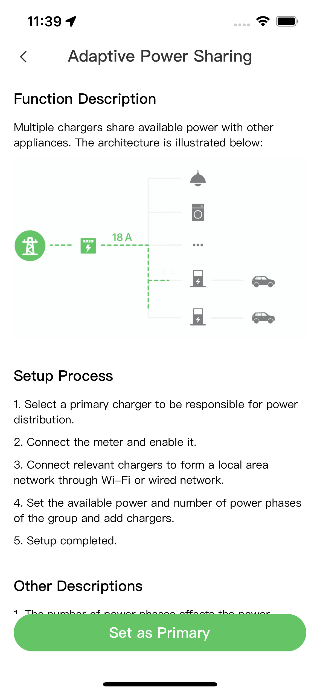 11:39
Adaptive Power Sharing
Function Description
Multiple chargers share available power with other
appliances. The architecture is illustrated below:
18 A
Setup Process
1. Select a primary charger to be responsible for power
distribution.
2. Connect the meter and enable it.
3. Connect relevant chargers to form a local area
network through Wi-Fi or wired network.
4. Set the available power and number of power phases
of the group and add chargers.
5. Setup completed.
Other Descriptions
1. The number of power phases affects the power
Set as Primary